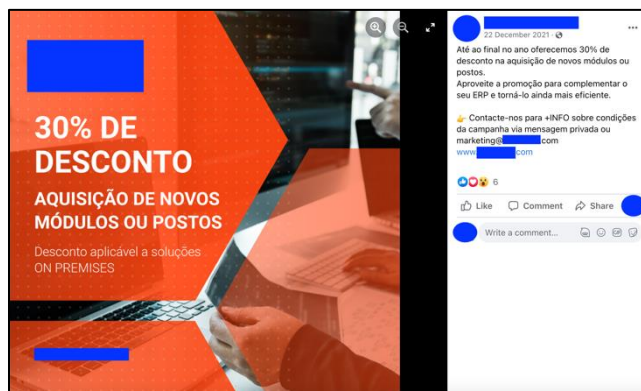 30% DE
DESCONTO
AQUISIÇÃO DE NOVOS
MÓDULOS OU POSTOS
Desconto aplicável a soluções
ON PREMISES
22 December 2021 ·
Até ao final no ano oferecemos 30% de
desconto na aquisição de novos módulos ou
postos.
Aproveite a promoção para complementar o
seu ERP e torná-lo ainda mais eficiente.
👉 Contacte-nos para +INFO sobre condições
da campanha via mensagem privada ou
marketing@ .com
www. .com
6
Like Comment Share
Write a comment...